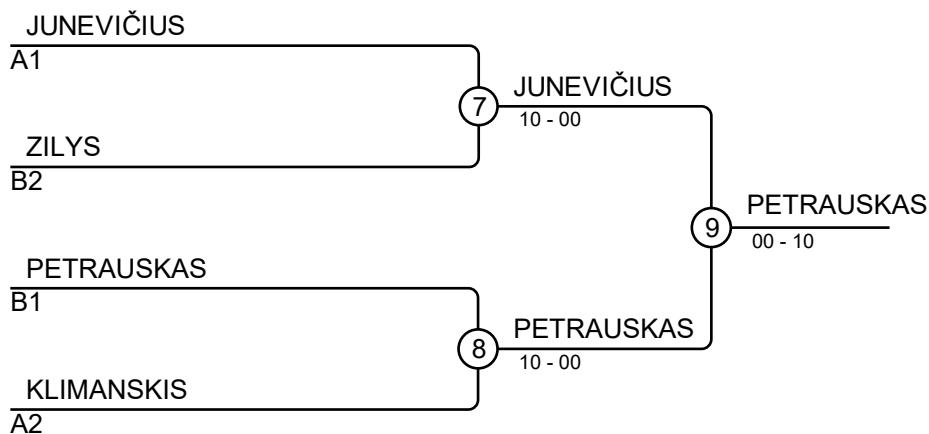 JUNEVIČIUS
A1
7
JUNEVIČIUS
10 - 00
ZILYS
B2
9
PETRAUSKAS
00 - 10
PETRAUSKAS
B1
8
PETRAUSKAS
10 - 00
KLIMANSKIS
A2